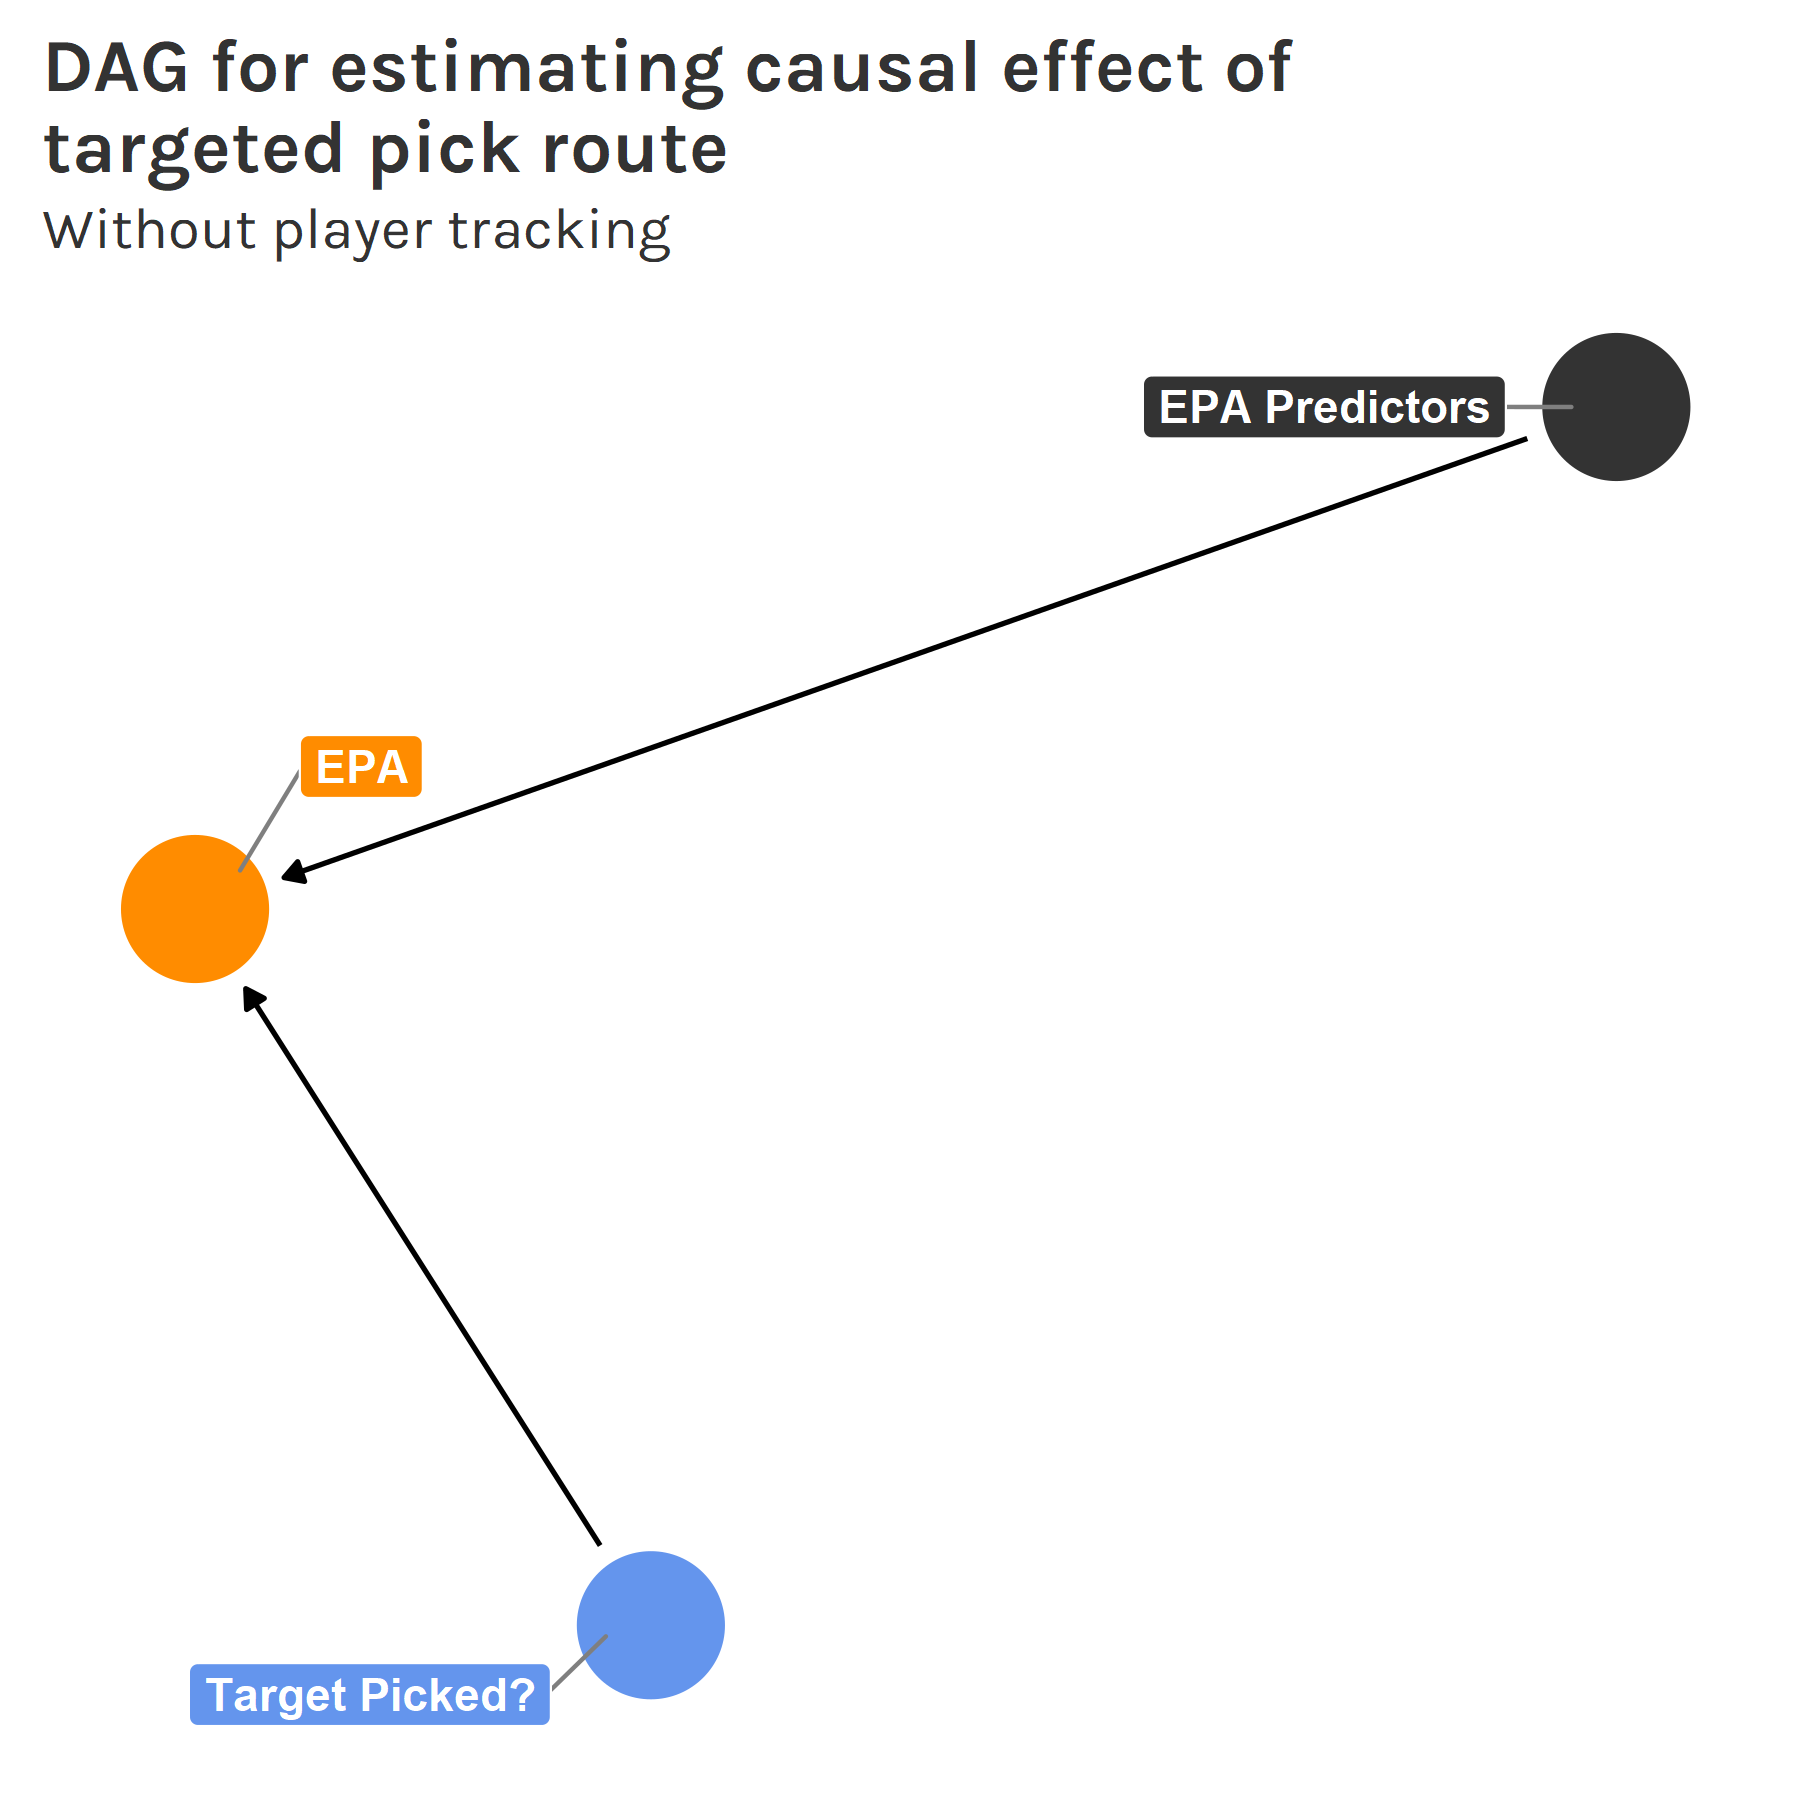 DAG for estimating causal effect of
targeted pick route
Without player tracking
EPA Predictors
EPA
Target Picked?